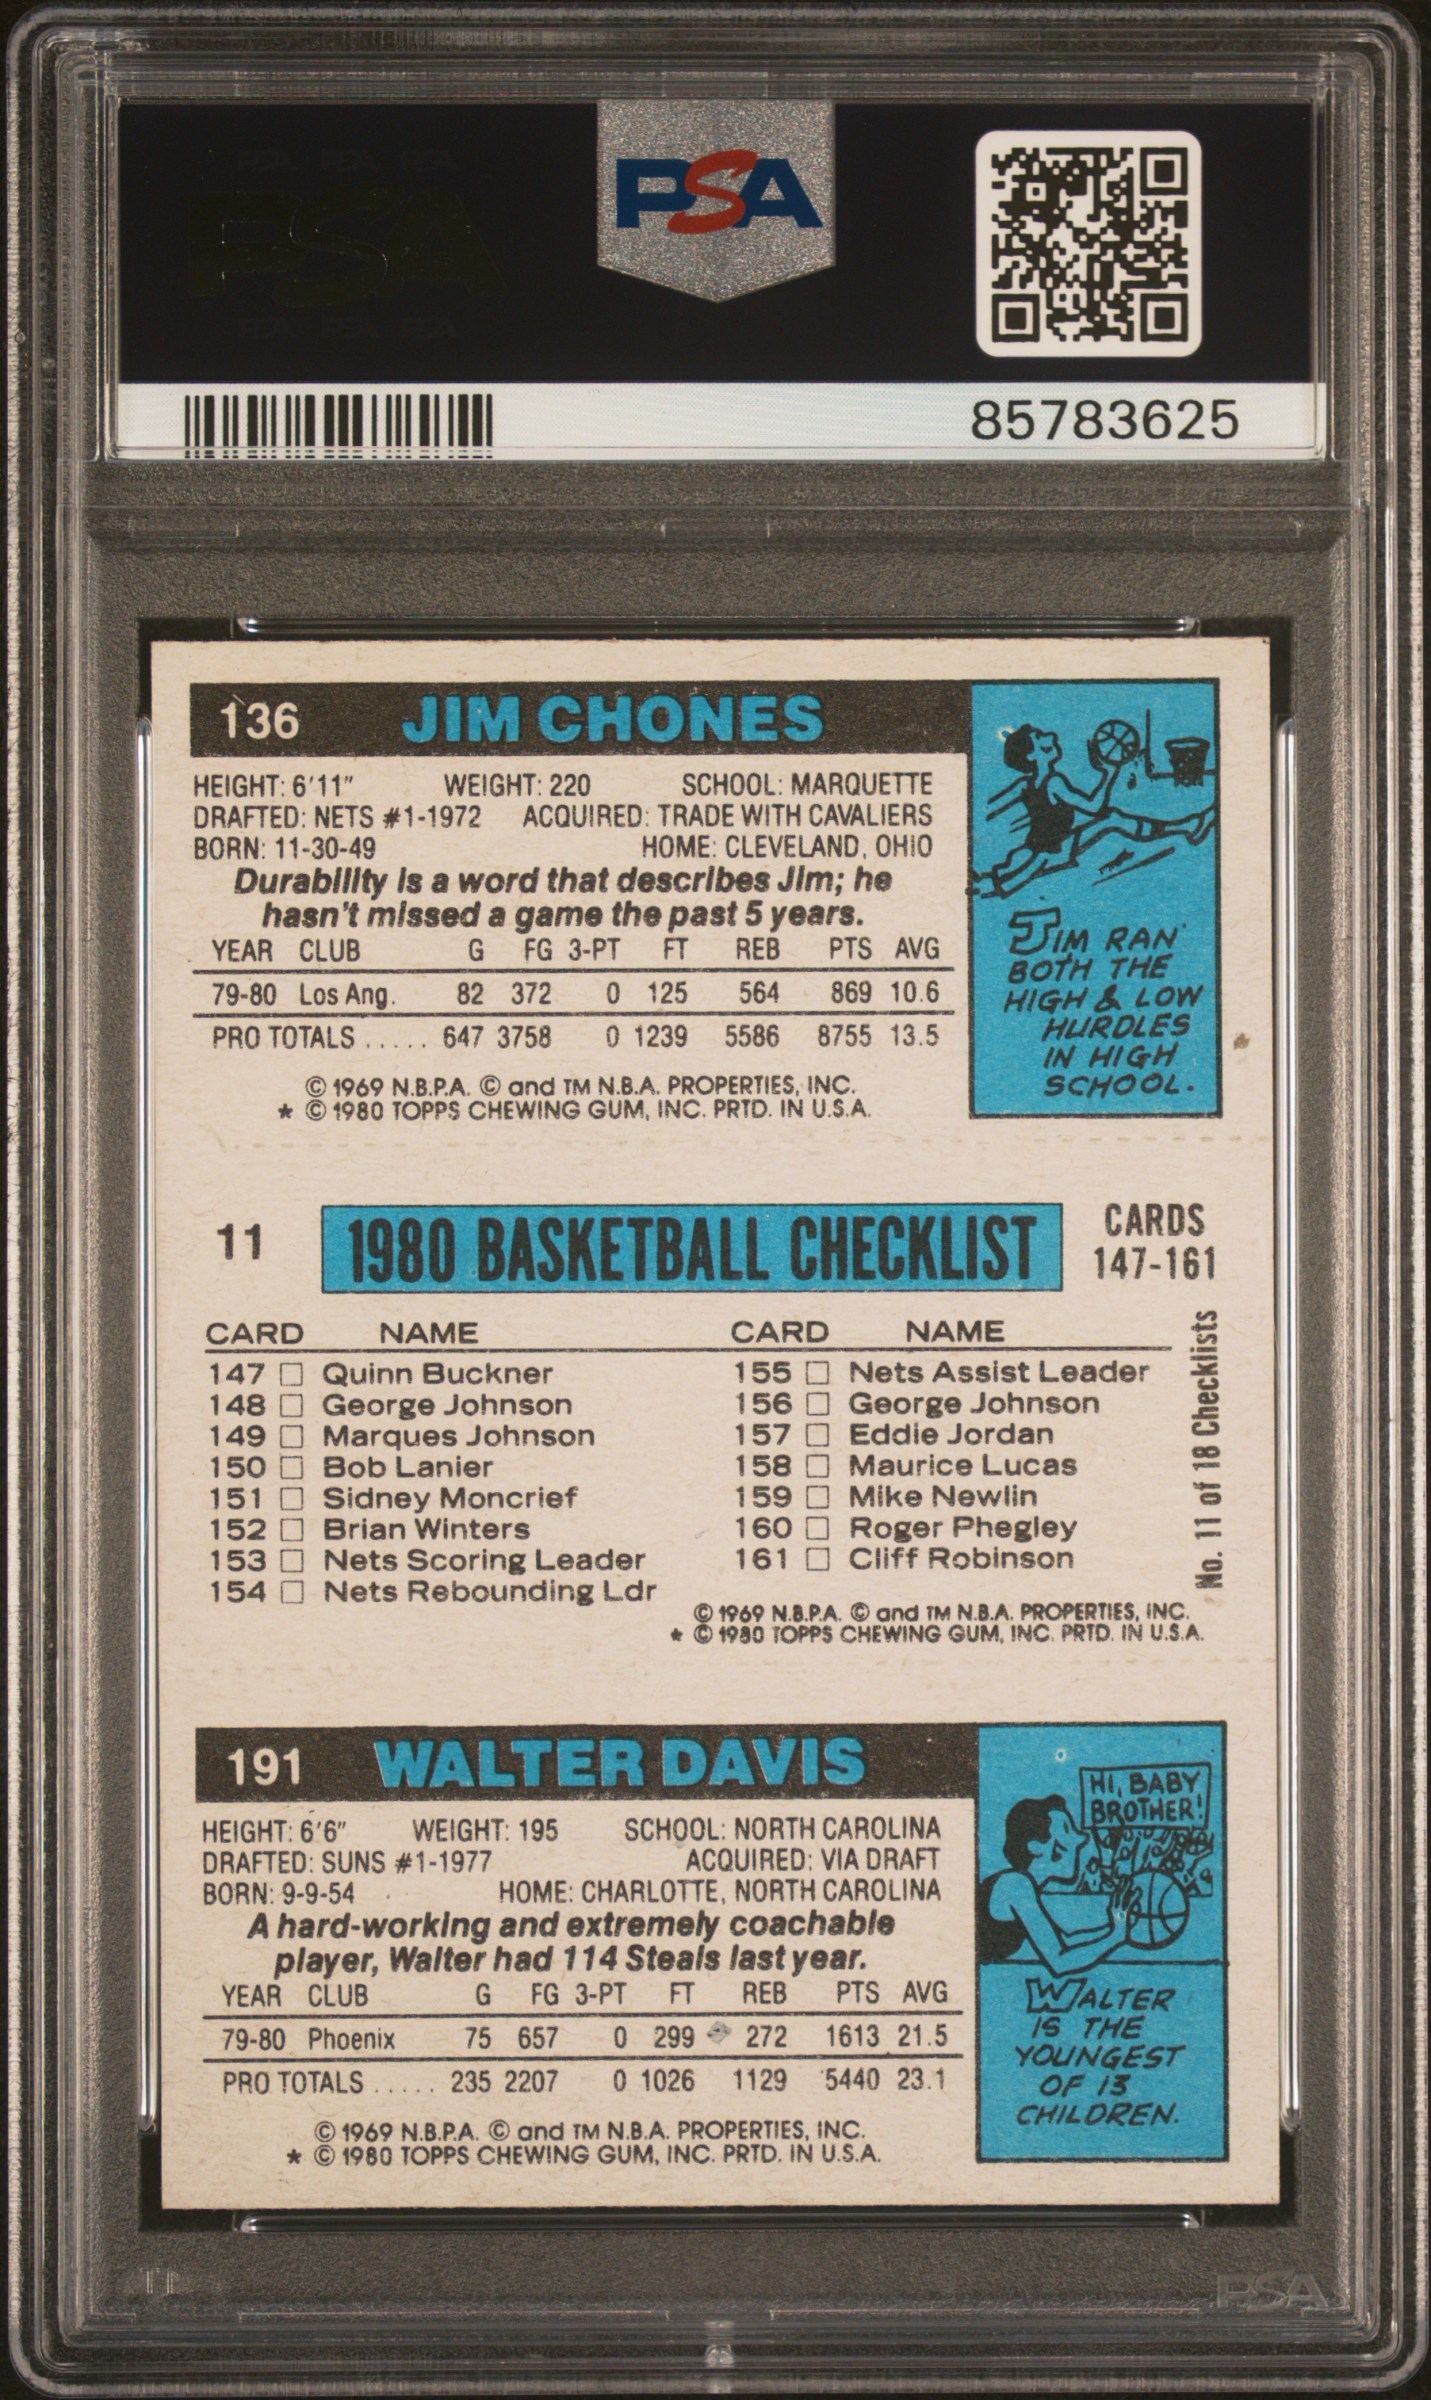 PSA
85783625
136 JIM CHONES
HEIGHT: 6'11" WEIGHT: 220 SCHOOL: MARQUETTE
DRAFTED: NETS #1-1972 ACQUIRED: TRADE WITH CAVALIERS
BORN: 11-30-49 HOME: CLEVELAND, OHIO
Durability is a word that describes Jim; he
hasn't missed a game the past 5 years.
YEAR CLUB G FG 3-PT FT REB PTS AVG
79-80 Los Ang. 82 372 0 125 564 869 10.6
PRO TOTALS ..... 647 3758 0 1239 5586 8755 13.5
© 1969 N.B.P.A. © and TM N.B.A. PROPERTIES, INC.
* © 1980 TOPPS CHEWING GUM, INC. PRTD. IN U.S.A.
JIM RAN
BOTH THE
HIGH & LOW
HURDLES
IN HIGH
SCHOOL.
11 1980 BASKETBALL CHECKLIST CARDS
147-161
CARD NAME CARD NAME
147 □ Quinn Buckner 155 □ Nets Assist Leader
148 □ George Johnson 156 □ George Johnson
149 □ Marques Johnson 157 □ Eddie Jordan
150 □ Bob Lanier 158 □ Maurice Lucas
151 □ Sidney Moncrief 159 □ Mike Newlin
152 □ Brian Winters 160 □ Roger Phegley
153 □ Nets Scoring Leader 161 □ Cliff Robinson
154 □ Nets Rebounding Ldr
No. 11 of 18 Checklists
© 1969 N.B.P.A. © and TM N.B.A. PROPERTIES, INC.
* © 1980 TOPPS CHEWING GUM, INC. PRTD. IN U.S.A.
191 WALTER DAVIS
HEIGHT: 6'6" WEIGHT: 195 SCHOOL: NORTH CAROLINA
DRAFTED: SUNS #1-1977 ACQUIRED: VIA DRAFT
BORN: 9-9-54 HOME: CHARLOTTE, NORTH CAROLINA
A hard-working and extremely coachable
player, Walter had 114 Steals last year.
YEAR CLUB G FG 3-PT FT REB PTS AVG
79-80 Phoenix 75 657 0 299 272 1613 21.5
PRO TOTALS ..... 235 2207 0 1026 1129 5440 23.1
© 1969 N.B.P.A. © and TM N.B.A. PROPERTIES, INC.
* © 1980 TOPPS CHEWING GUM, INC. PRTD. IN U.S.A.
HI, BABY
BROTHER!
WALTER
IS THE
YOUNGEST
OF 13
CHILDREN.
PSA